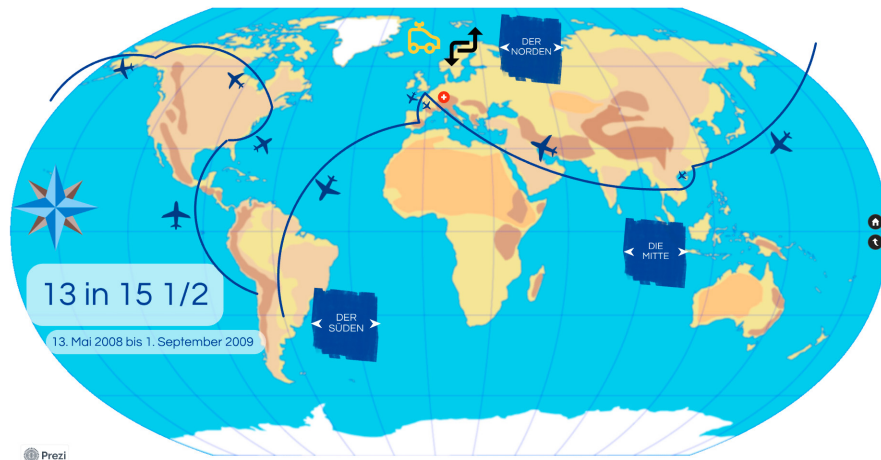 DER
NORDEN
DIE
MITTE
13 in 15 1/2
DER
SÜDEN
13. Mai 2008 bis 1. September 2009
Prezi